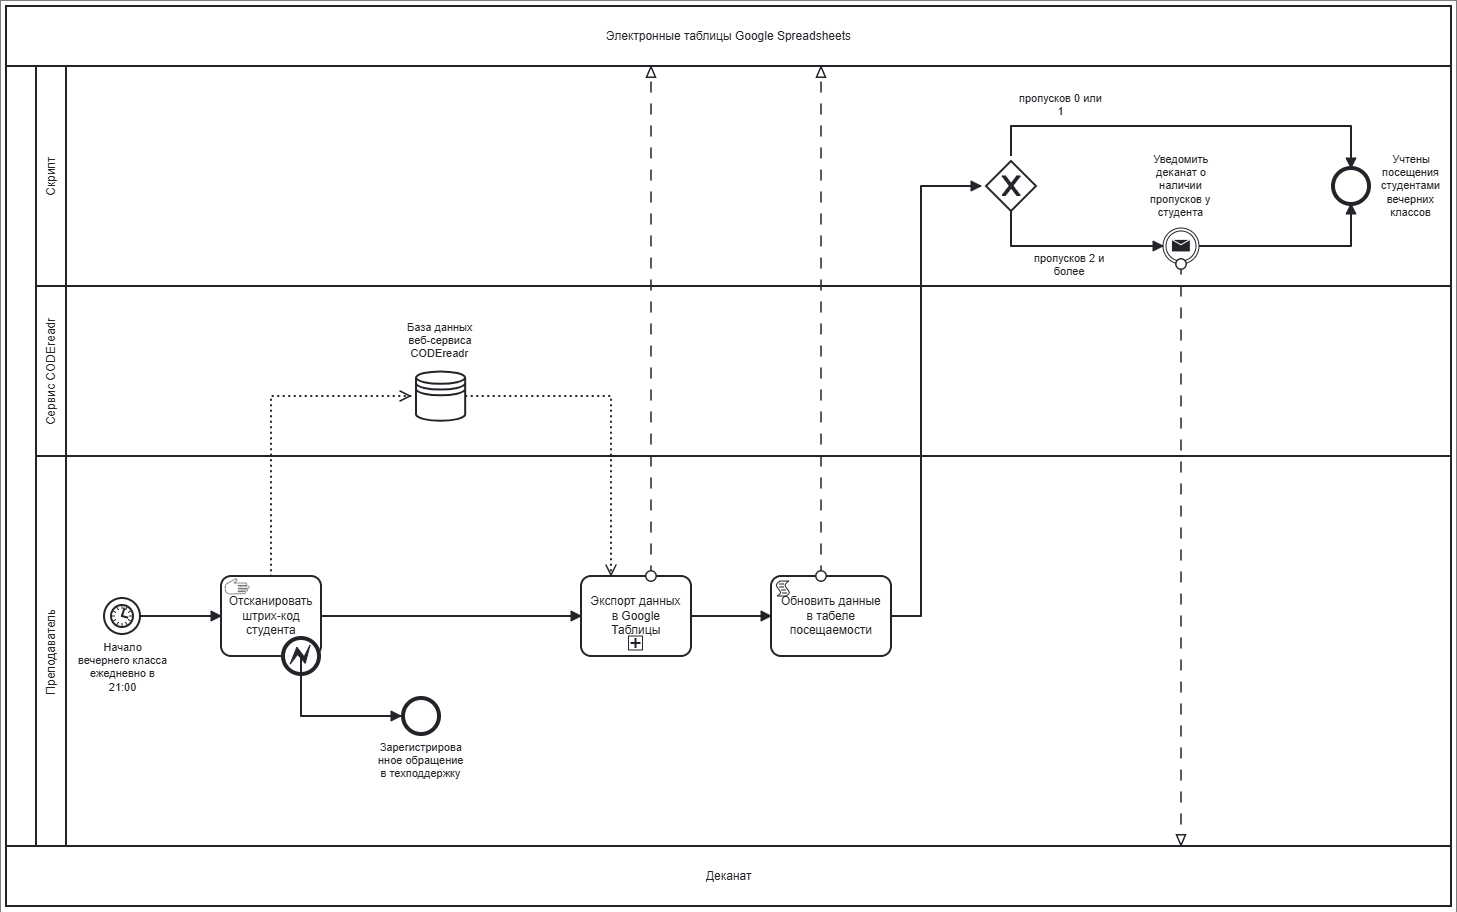 Электронные таблицы Google Spreadsheets
Скрипт
пропусков 0 или
1
Уведомить
деканат о
наличии
пропусков у
студента
Учтены
посещения
студентами
вечерних
классов
пропусков 2 и
более
Сервис CODEreadr
База данных
веб-сервиса
CODEreadr
Преподаватель
Начало
вечернего класса
ежедневно в
21:00
Отсканировать
штрих-код
студента
Экспорт данных
в Google
Таблицы
Обновить данные
в табеле
посещаемости
Зарегистрирова
нное обращение
в техподдержку
Деканат